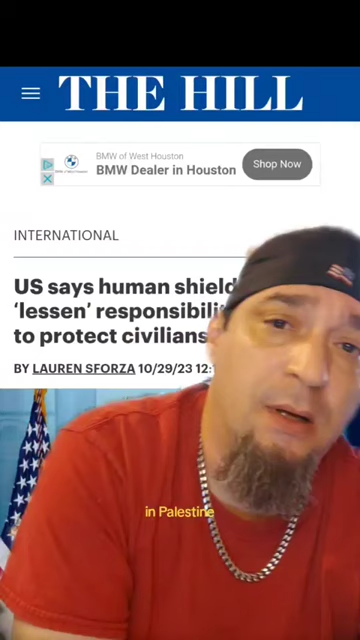 THE HILL
BMW of West Houston
BMW Dealer in Houston
Shop Now
INTERNATIONAL
US says human shield
'lessen'
to protect civilians
BY LAUREN SFORZA 10/29/23
in Palestine